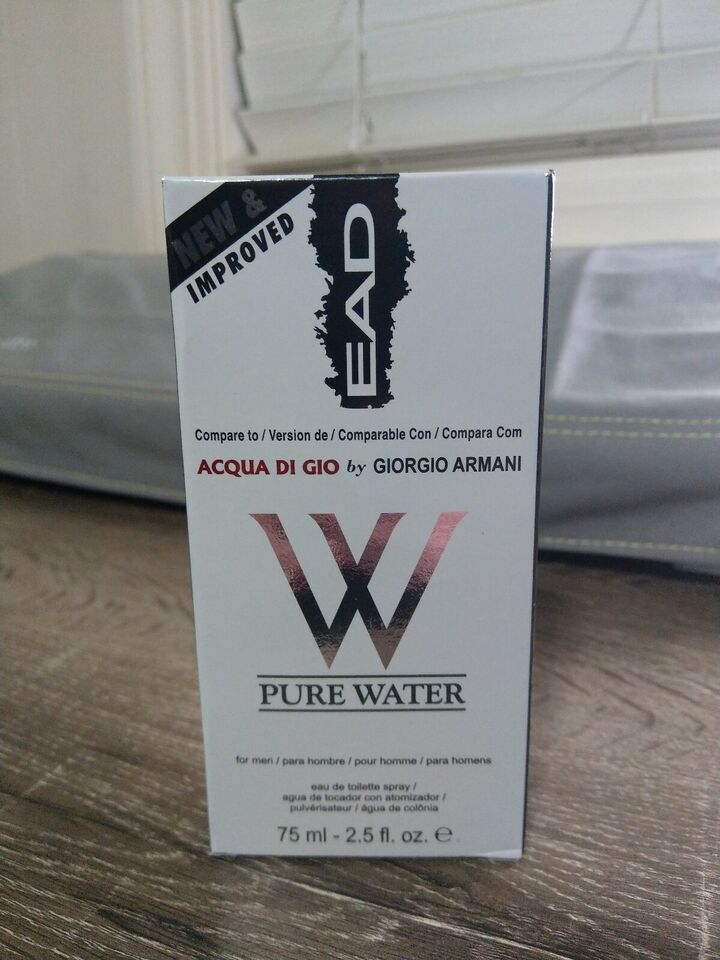 NEW &
IMPROVED
EAD
Compare to / Version de / Comparable Con / Compara Com
ACQUA DI GIO by GIORGIO ARMANI
W
PURE WATER
for men / para hombre / pour homme / para homens
eau de toilette spray /
agua de tocador con atomizador /
pulvérisateur / água de colônia
75 ml - 2.5 fl. oz. ℮